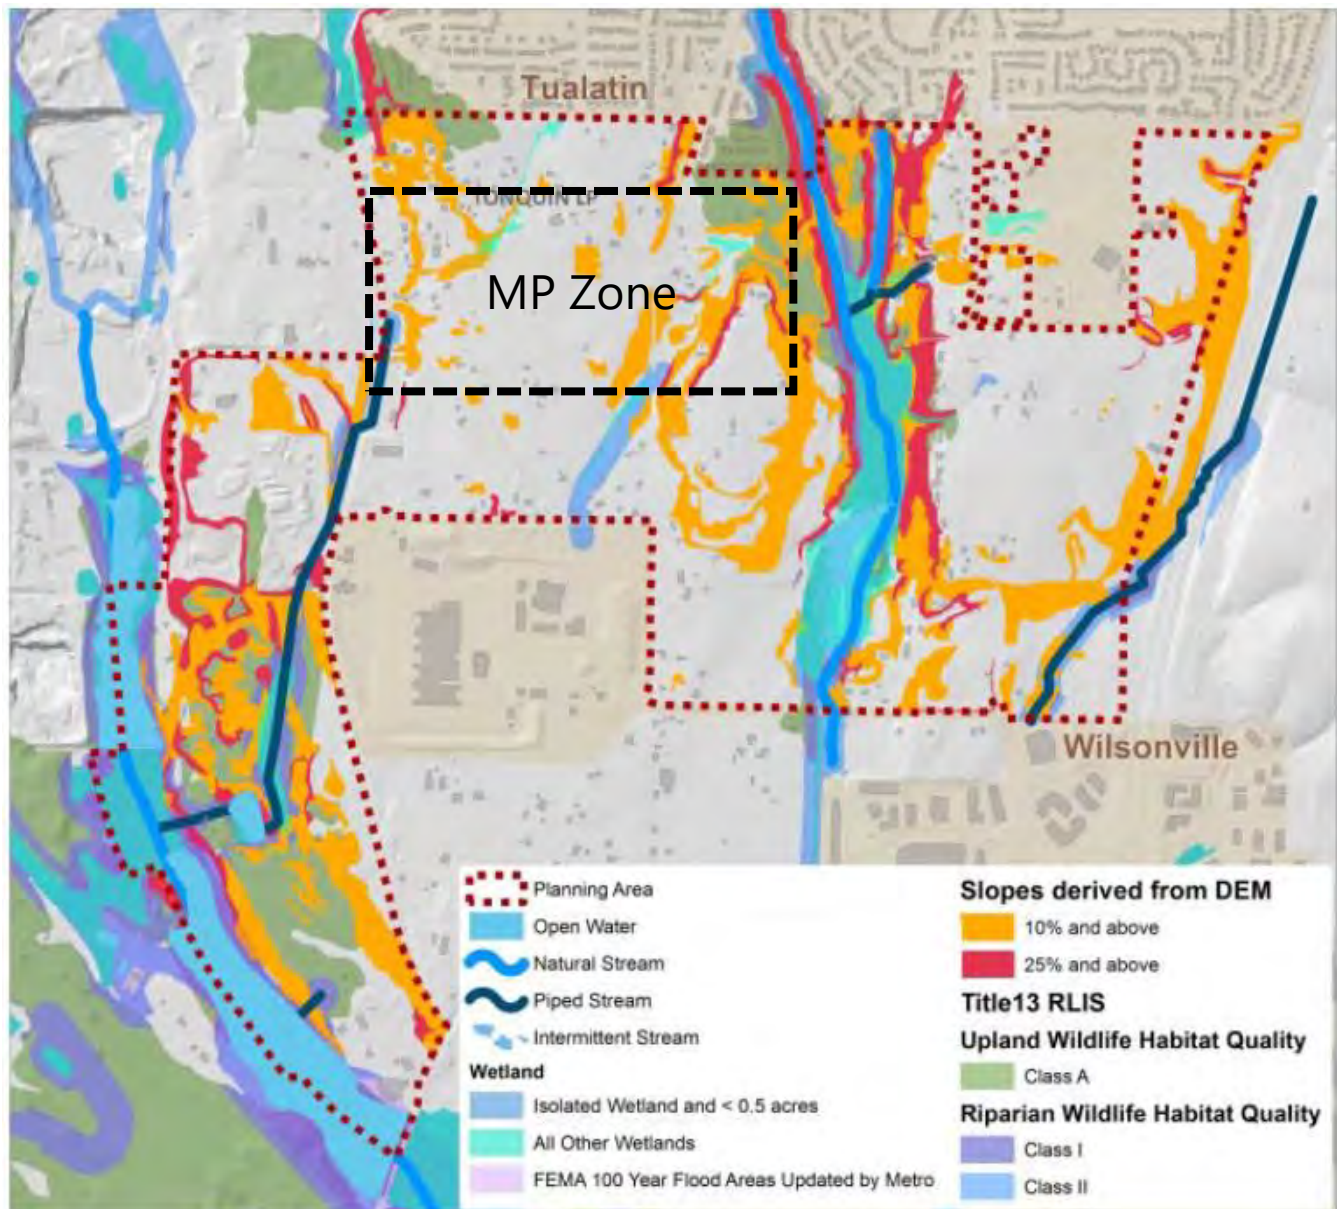 Tualatin
TONQUIN LP
MP Zone
Wilsonville
Planning Area
Open Water
Natural Stream
Piped Stream
Intermittent Stream
Wetland
Isolated Wetland and < 0.5 acres
All Other Wetlands
FEMA 100 Year Flood Areas Updated by Metro
Slopes derived from DEM
10% and above
25% and above
Title13 RLIS
Upland Wildlife Habitat Quality
Class A
Riparian Wildlife Habitat Quality
Class I
Class II